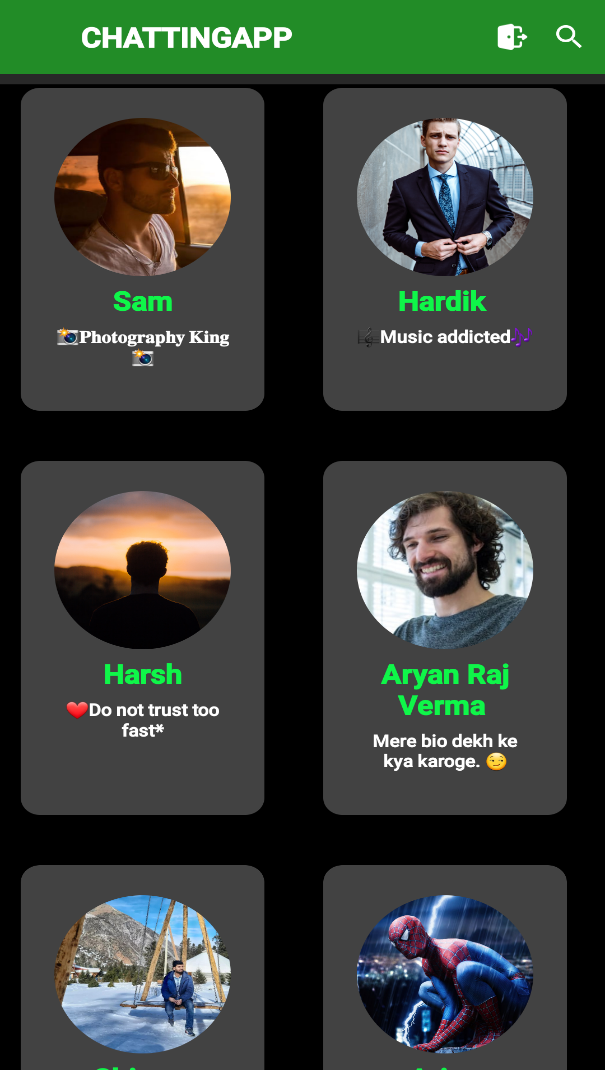 CHATTINGAPP
Sam
📸Photography King
📸
Hardik
🎼Music addicted🎶
Harsh
❤️Do not trust too
fast*
Aryan Raj
Verma
Mere bio dekh ke
kya karoge. 😏